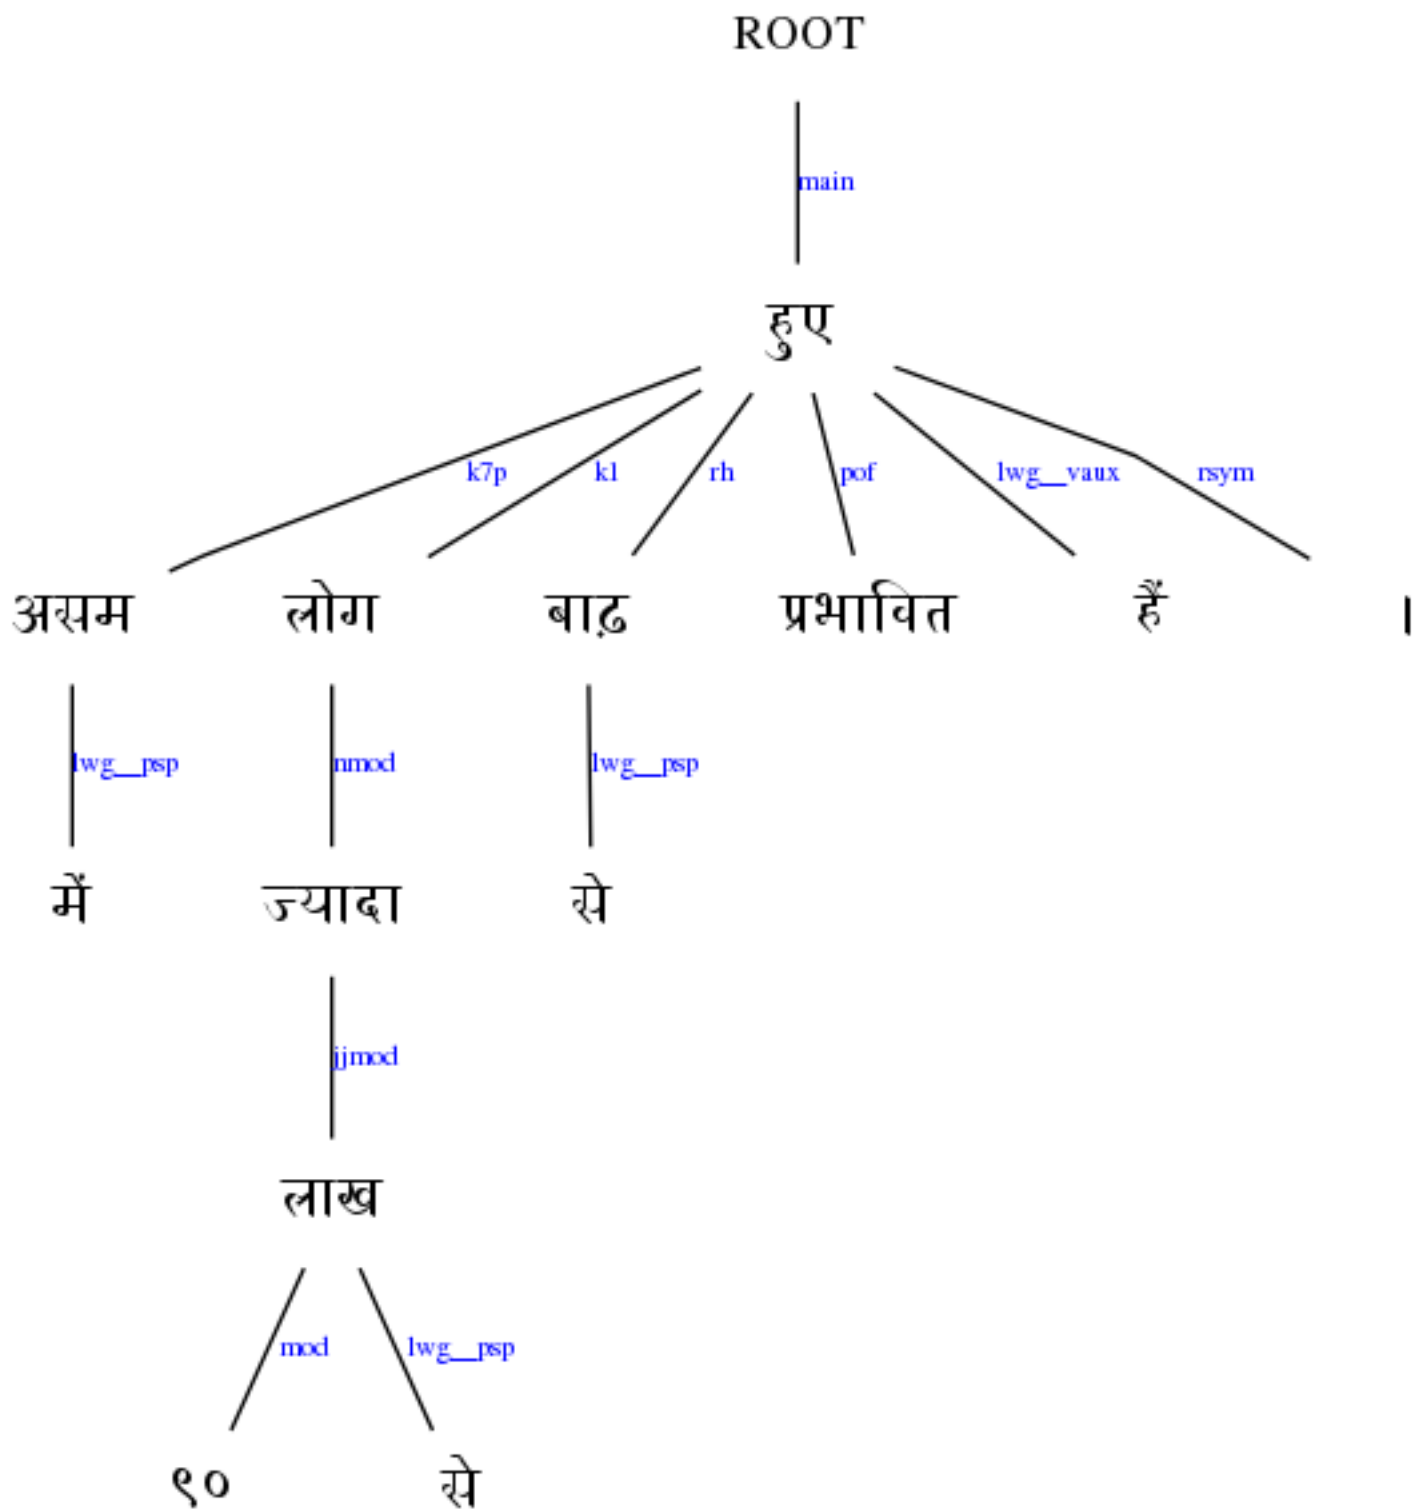 ROOT
main
हुए
k7p k1 rh pof lwg__vaux rsym
असम लोग बाढ़ प्रभावित हैं ।
lwg__psp nmod lwg__psp
में ज्यादा से
jjmod
लाख
mod lwg__psp
९० से